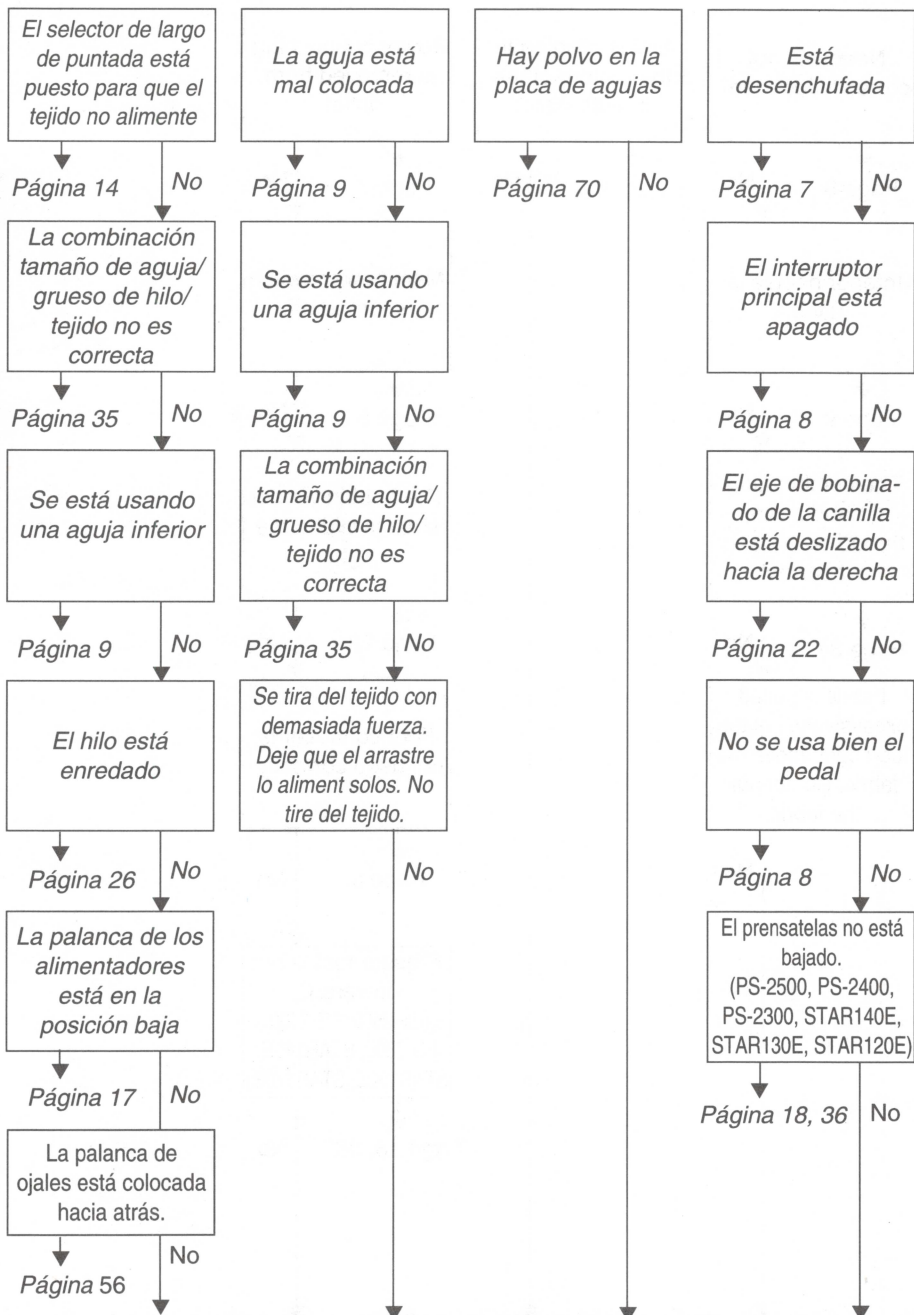 El selector de largo
de puntada está
puesto para que el
tejido no alimente
Página 14
No
La combinación
tamaño de aguja/
grueso de hilo/
tejido no es
correcta
Página 35
No
Se está usando
una aguja inferior
Página 9
No
El hilo está
enredado
Página 26
No
La palanca de los
alimentadores
está en la
posición baja
Página 17
No
La palanca de
ojales está colocada
hacia atrás.
Página 56
No
La aguja está
mal colocada
Página 9
No
Se está usando
una aguja inferior
Página 9
No
La combinación
tamaño de aguja/
grueso de hilo/
tejido no es
correcta
Página 35
No
Se tira del tejido con
demasiada fuerza.
Deje que el arrastre
lo aliment solos. No
tire del tejido.
No
Hay polvo en la
placa de agujas
Página 70
No
Está
desenchufada
Página 7
No
El interruptor
principal está
apagado
Página 8
No
El eje de bobina-
do de la canilla
está deslizado
hacia la derecha
Página 22
No
No se usa bien el
pedal
Página 8
No
El prensatelas no está
bajado.
(PS-2500, PS-2400,
PS-2300, STAR140E,
STAR130E, STAR120E)
Página 18, 36
No